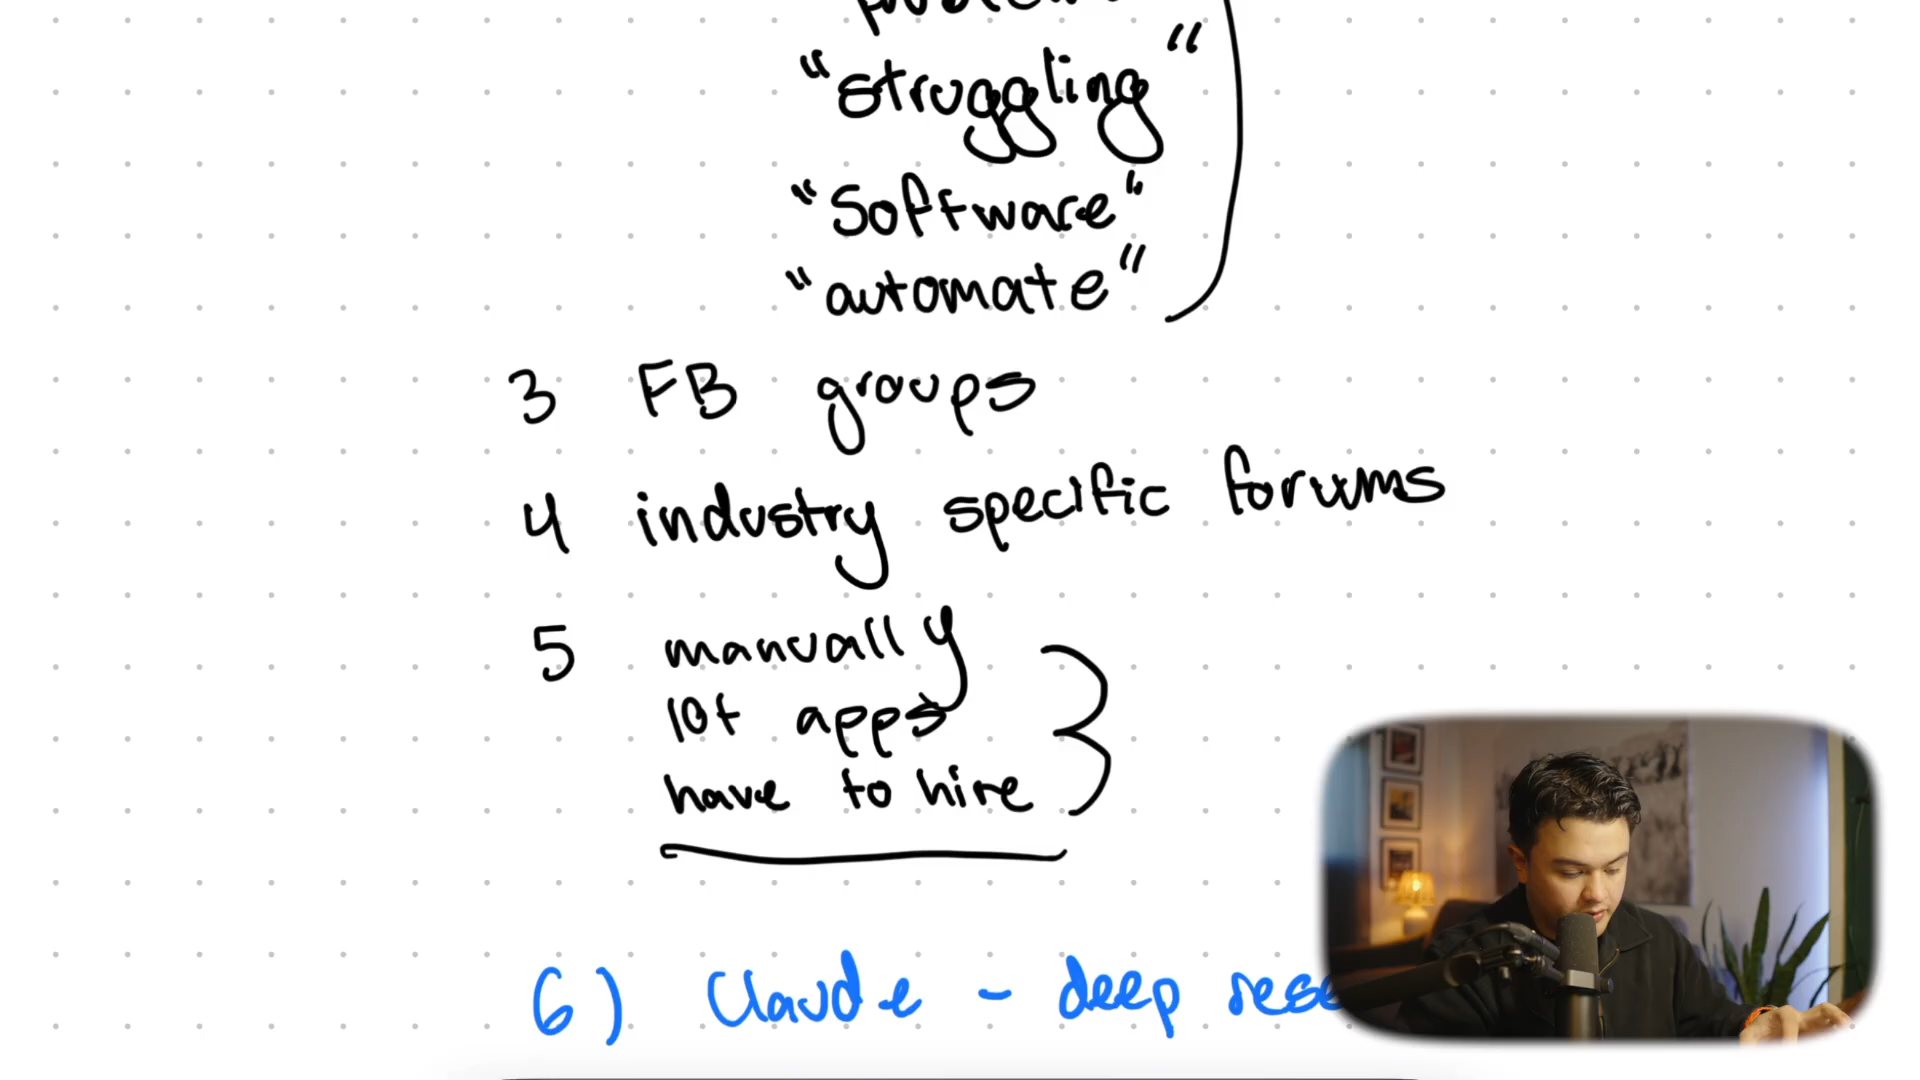 "struggling"
"Software"
"automate"
3 FB groups
4 industry specific forums
5 manually
10+ apps
have to hire
6) Claude - deep